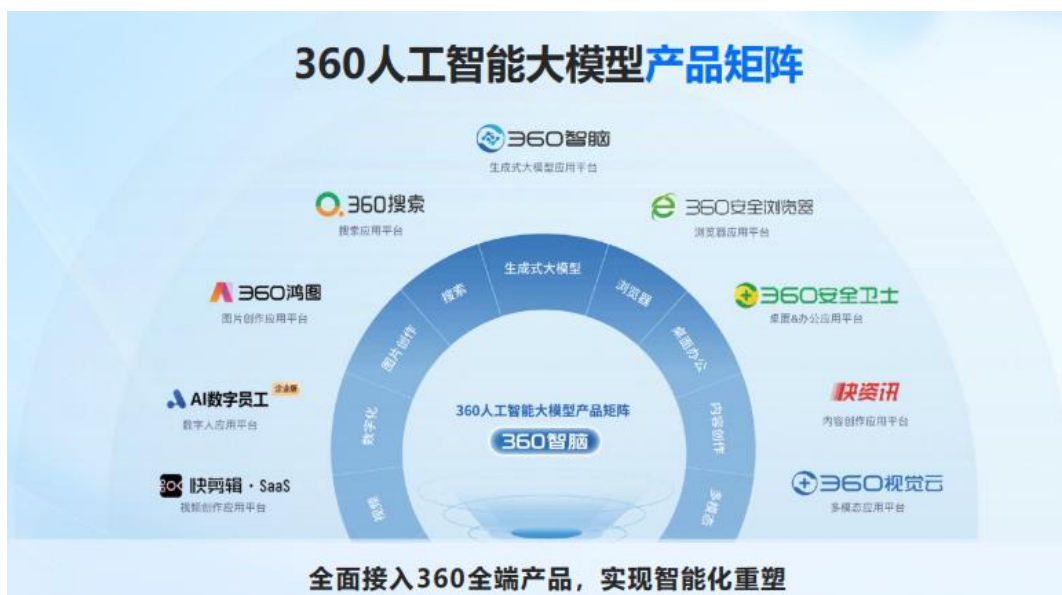 360人工智能大模型产品矩阵
360智脑
生成式大模型应用平台
360搜索
搜索应用平台
360安全浏览器
浏览器应用平台
360鸿图
图片创作应用平台
360安全卫士
桌面&办公应用平台
AI数字员工 企业版
数字人应用平台
快资讯
内容创作应用平台
快剪辑·SaaS
视频创作应用平台
360视觉云
多模态应用平台
视频
数字化
图片创作
搜索
生成式大模型
浏览器
桌面办公
内容创作
多模态
360人工智能大模型产品矩阵
360智脑
全面接入360全端产品，实现智能化重塑